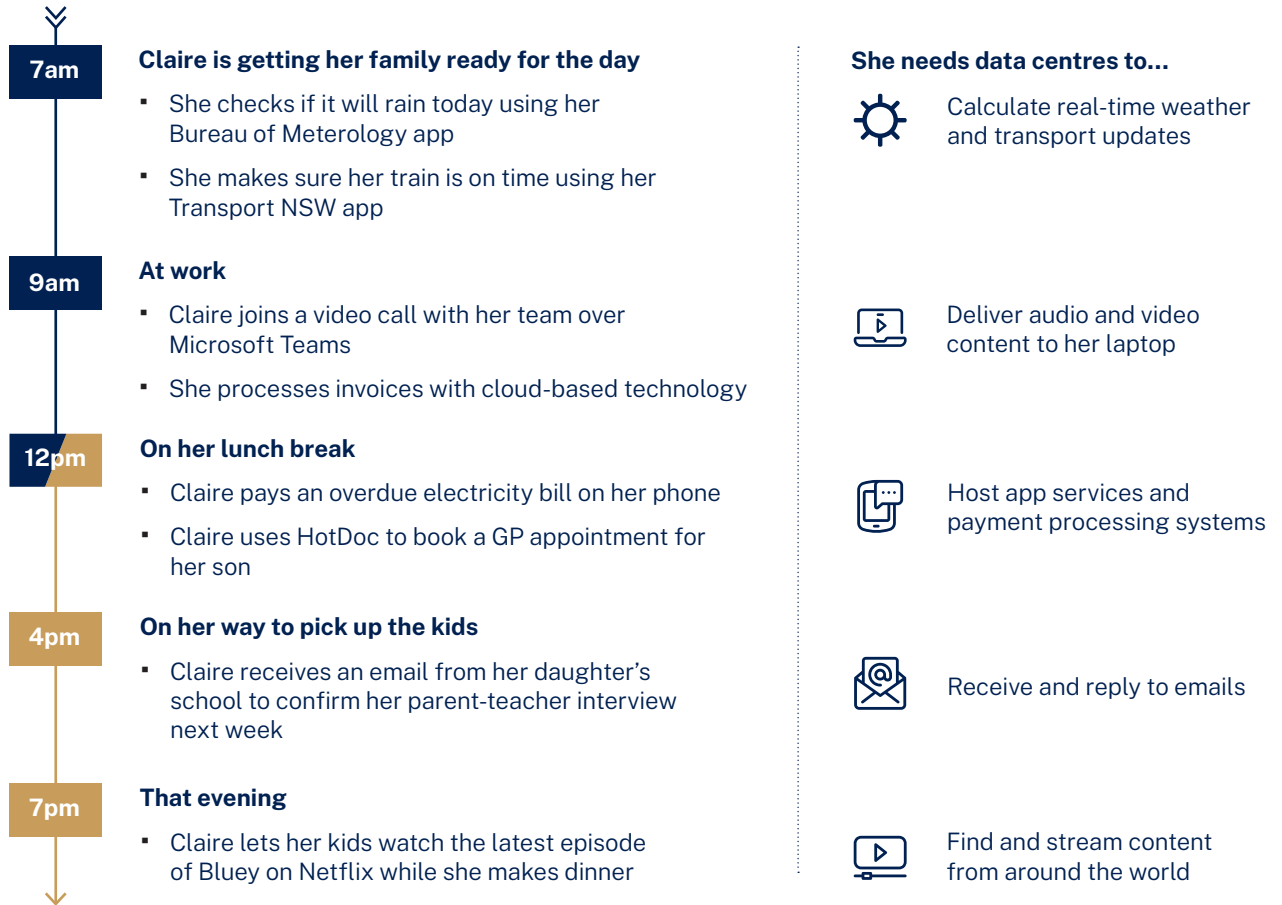 7am
Claire is getting her family ready for the day
She needs data centres to...
▪ She checks if it will rain today using her
Bureau of Meterology app
Calculate real-time weather
and transport updates
▪ She makes sure her train is on time using her
Transport NSW app
9am
At work
▪ Claire joins a video call with her team over
Microsoft Teams
Deliver audio and video
content to her laptop
▪ She processes invoices with cloud-based technology
12pm
On her lunch break
▪ Claire pays an overdue electricity bill on her phone
Host app services and
payment processing systems
▪ Claire uses HotDoc to book a GP appointment for
her son
4pm
On her way to pick up the kids
▪ Claire receives an email from her daughter’s
school to confirm her parent-teacher interview
next week
Receive and reply to emails
7pm
That evening
▪ Claire lets her kids watch the latest episode
of Bluey on Netflix while she makes dinner
Find and stream content
from around the world